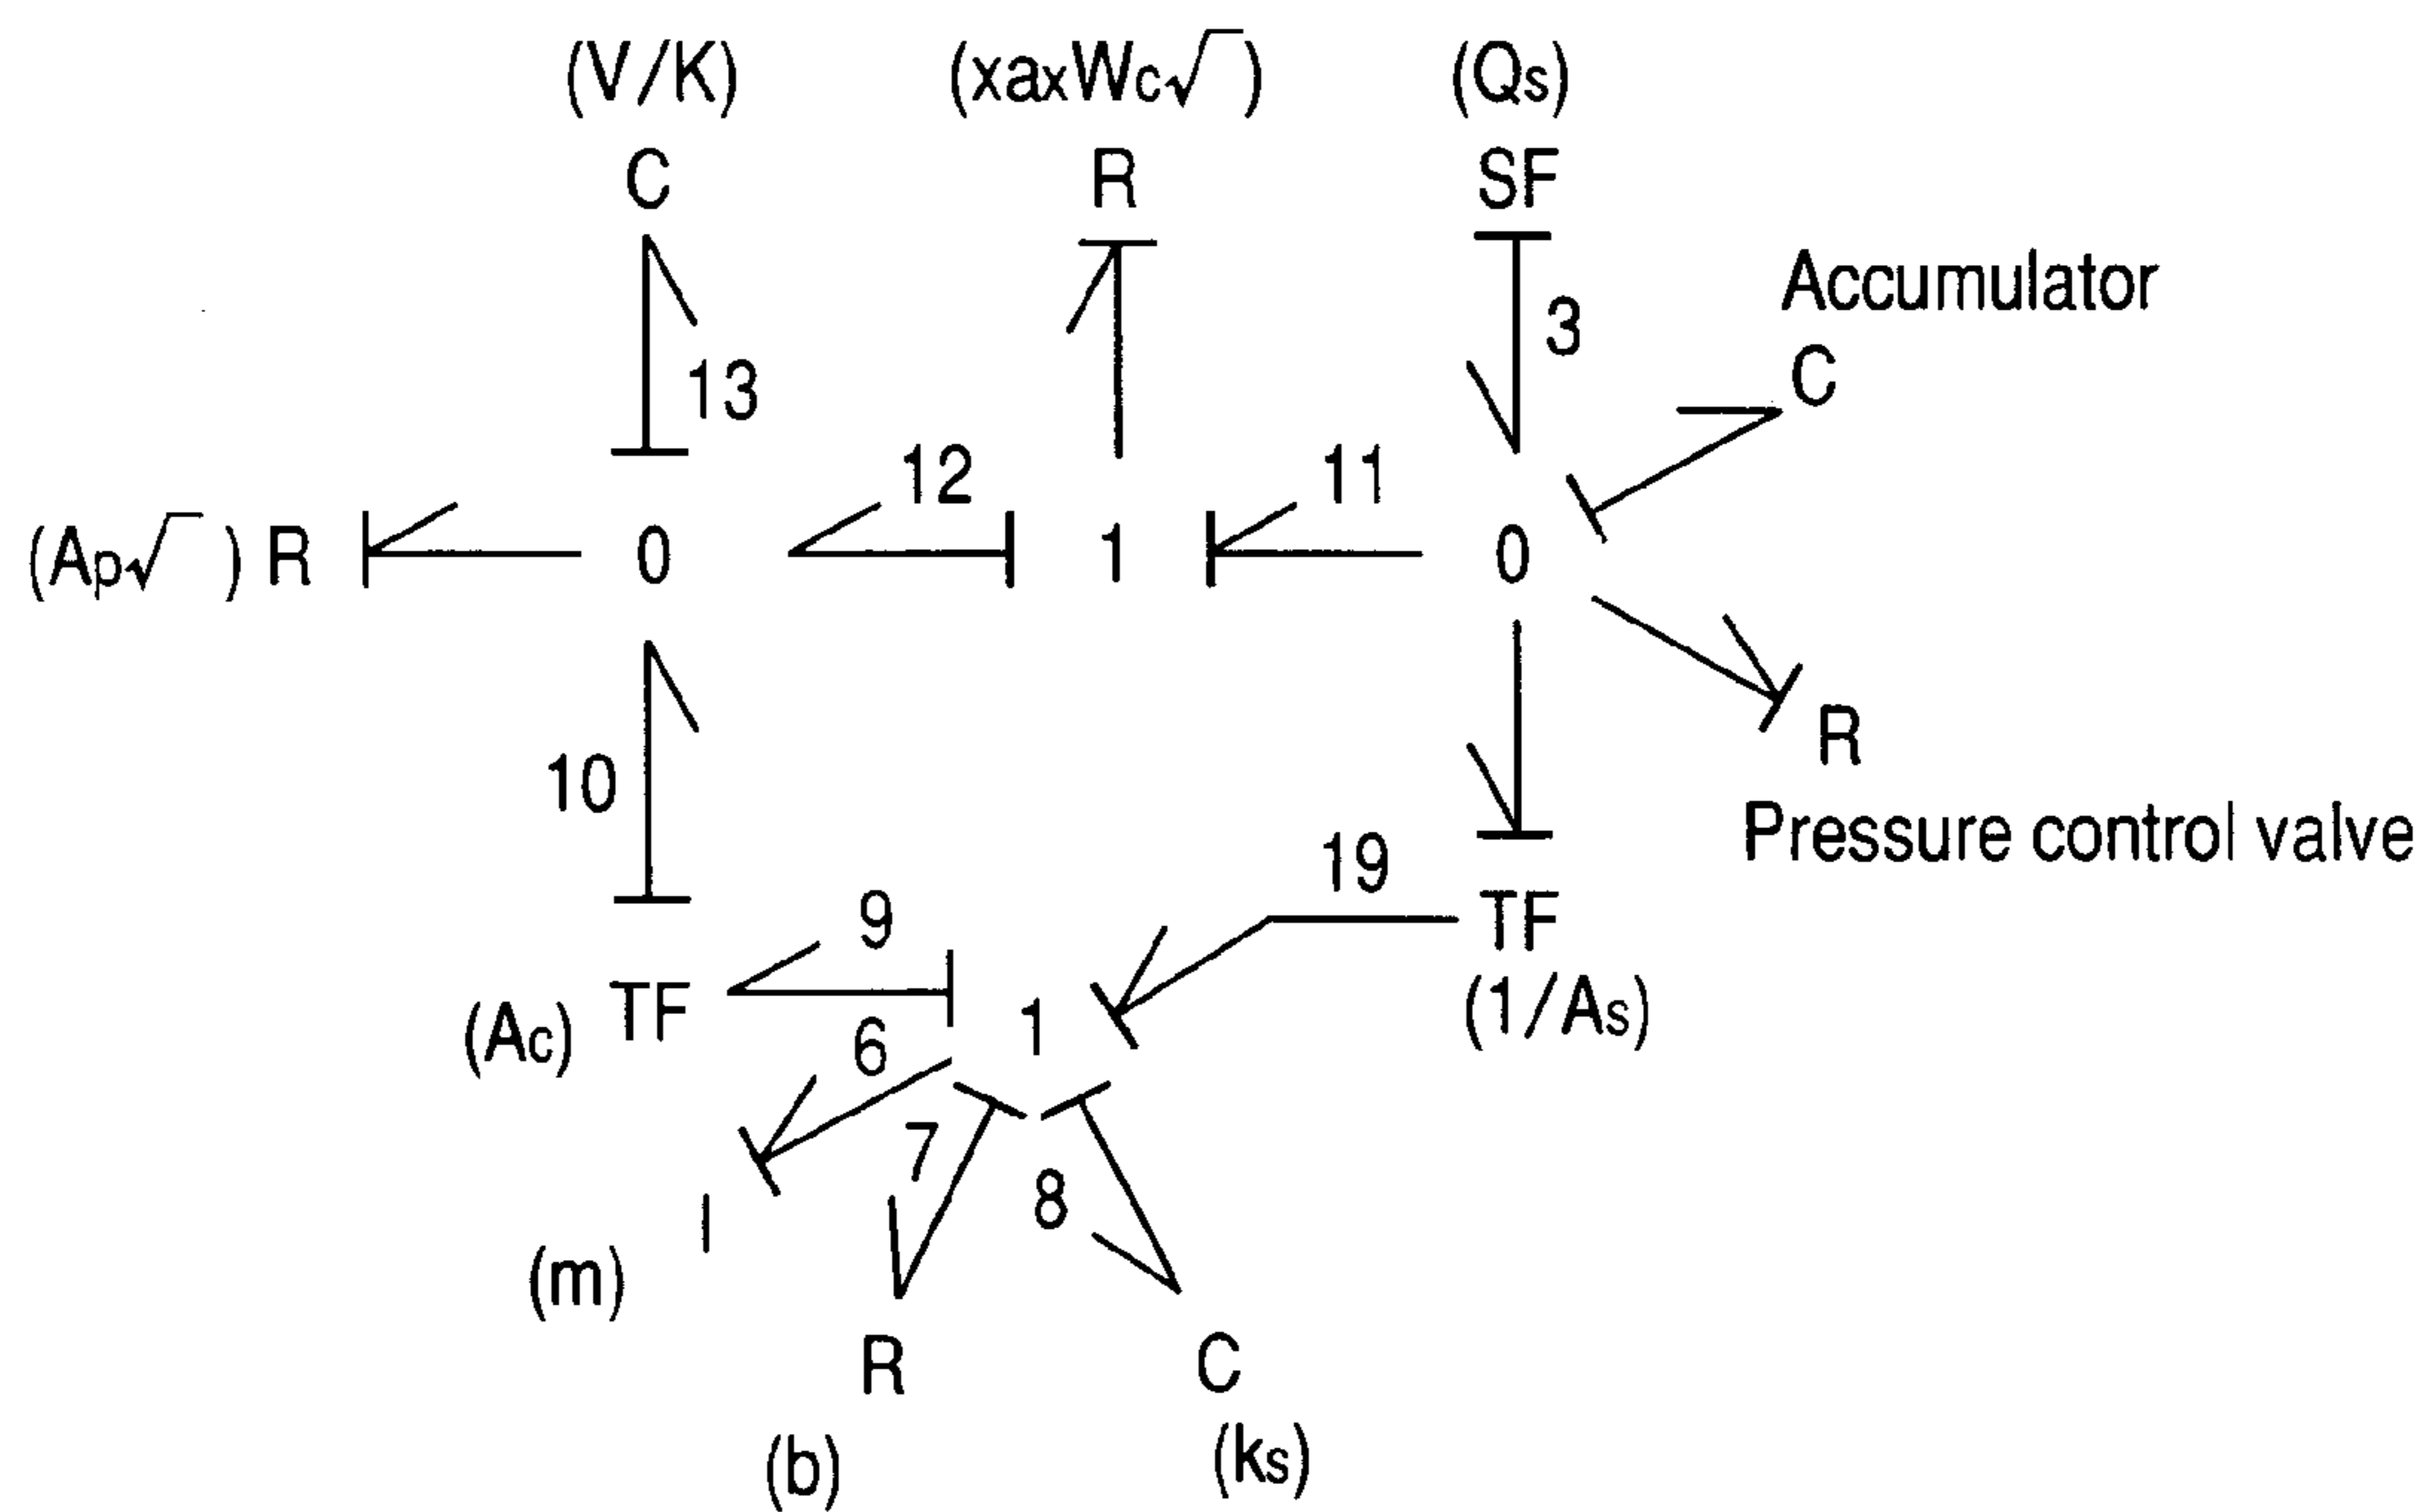 (V/K) (xaxWc√‾) (Qs)
C R SF
Accumulator
3
C
13
12 11
(Ap√‾ ) R 0 1 0
R
10
Pressure control valve
19
9
TF
(Ac) TF 1 (1/As)
6
7
8
I
(m)
R C
(b) (ks)